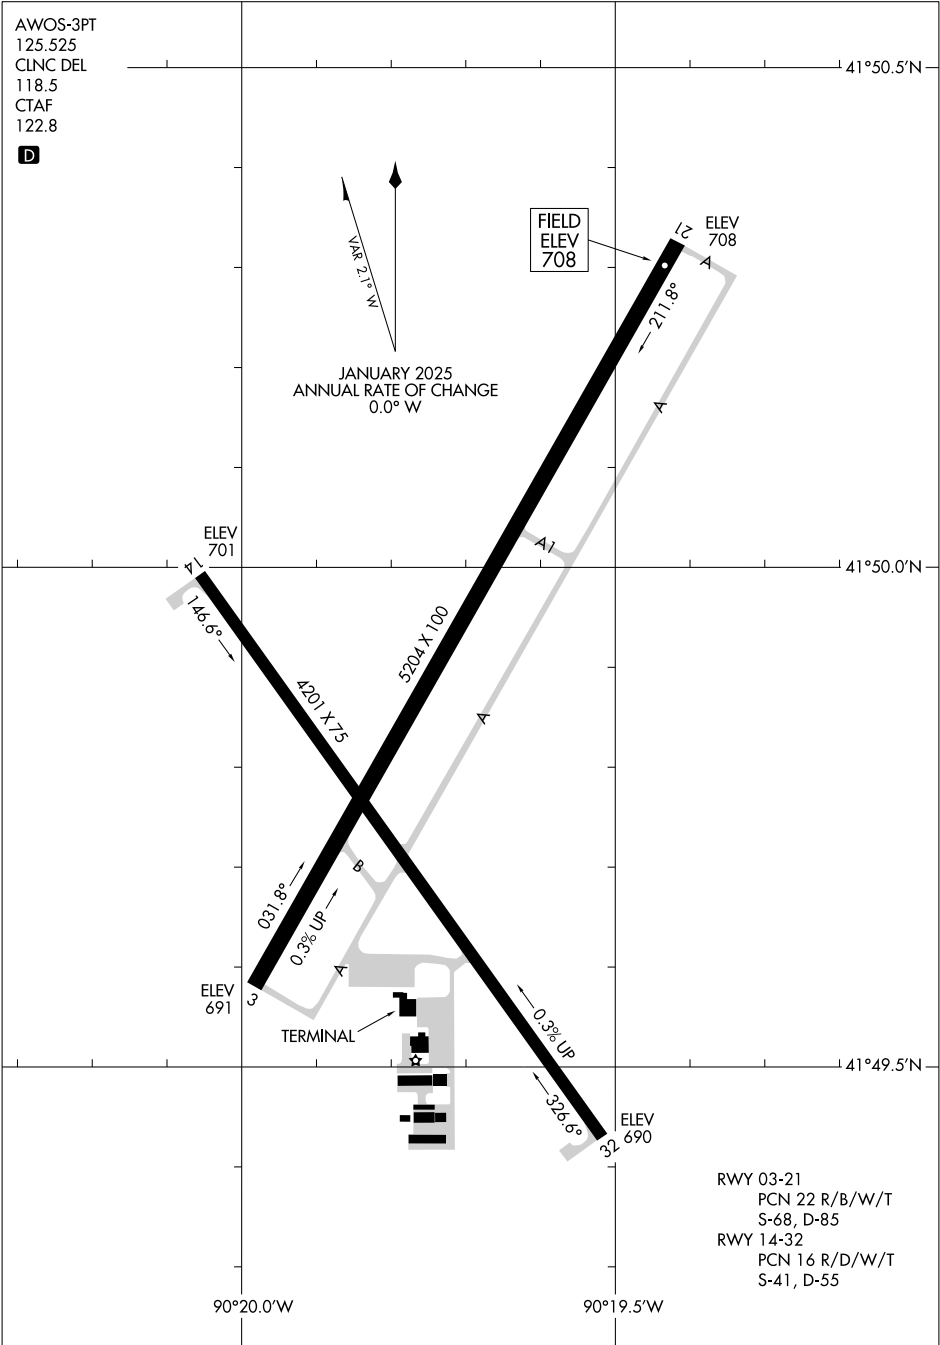 AWOS-3PT
125.525
CLNC DEL
118.5
CTAF
122.8
D
41°50.5'N
VAR 2.1° W
JANUARY 2025
ANNUAL RATE OF CHANGE
0.0° W
FIELD
ELEV
708
21
ELEV
708
A
211.8°
A
A1
ELEV
701
14
41°50.0'N
146.6°
5204 X 100
4201 X 75
A
B
031.8°
0.3% UP
A
ELEV
691
3
TERMINAL
0.3% UP
41°49.5'N
326.6°
ELEV
690
32
RWY 03-21
PCN 22 R/B/W/T
S-68, D-85
RWY 14-32
PCN 16 R/D/W/T
S-41, D-55
90°20.0'W
90°19.5'W